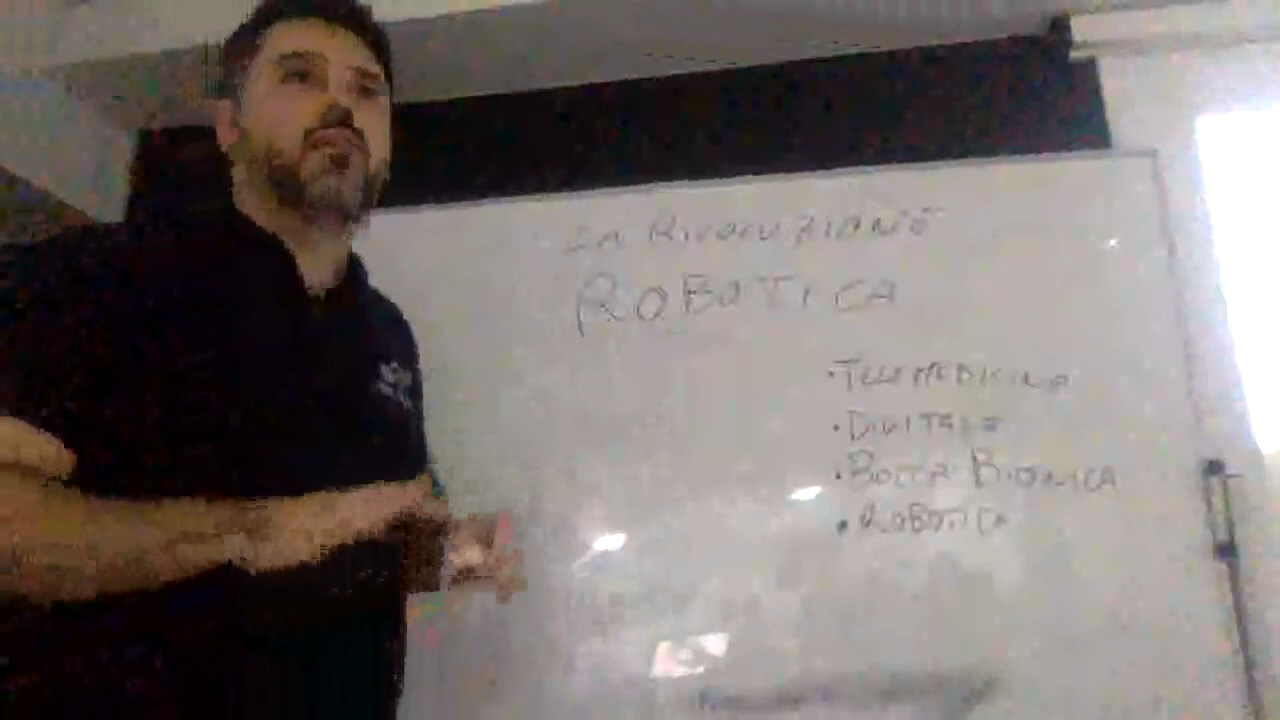 LA RIVOLUZIONE
ROBOTICA
• TELEMEDICINA
• DIGITALE
• BIONICA
• ROBOTICA